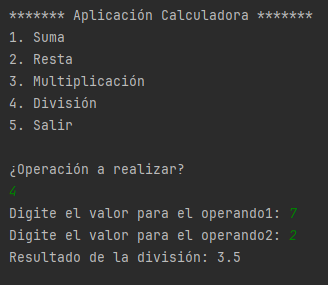 ******* Aplicación Calculadora *******
1. Suma
2. Resta
3. Multiplicación
4. División
5. Salir
¿Operación a realizar?
4
Digite el valor para el operando1: 7
Digite el valor para el operando2: 2
Resultado de la división: 3.5